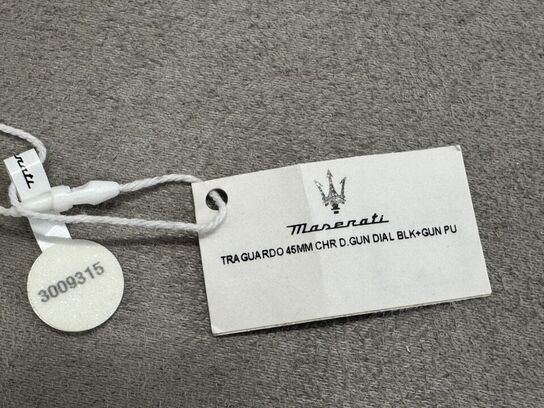 Maserati
TRAGUARDO 45MM CHR D.GUN DIAL BLK+GUN PU
3009315